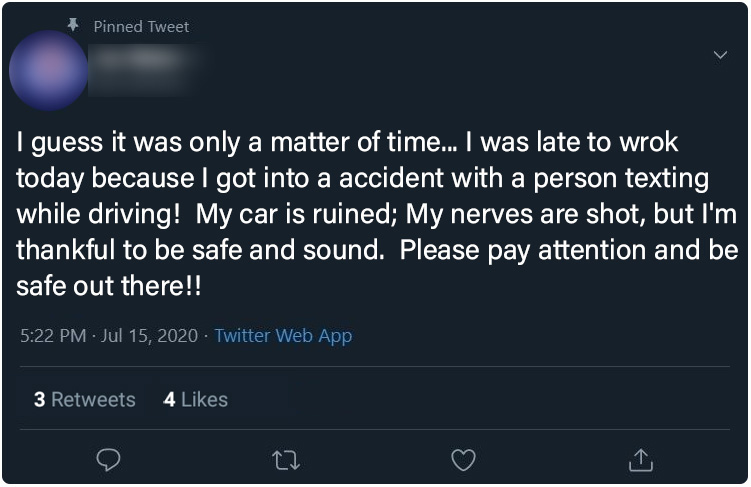 Pinned Tweet
I guess it was only a matter of time... I was late to wrok
today because I got into a accident with a person texting
while driving!  My car is ruined; My nerves are shot, but I'm
thankful to be safe and sound.  Please pay attention and be
safe out there!!
5:22 PM · Jul 15, 2020 · Twitter Web App
3 Retweets 4 Likes